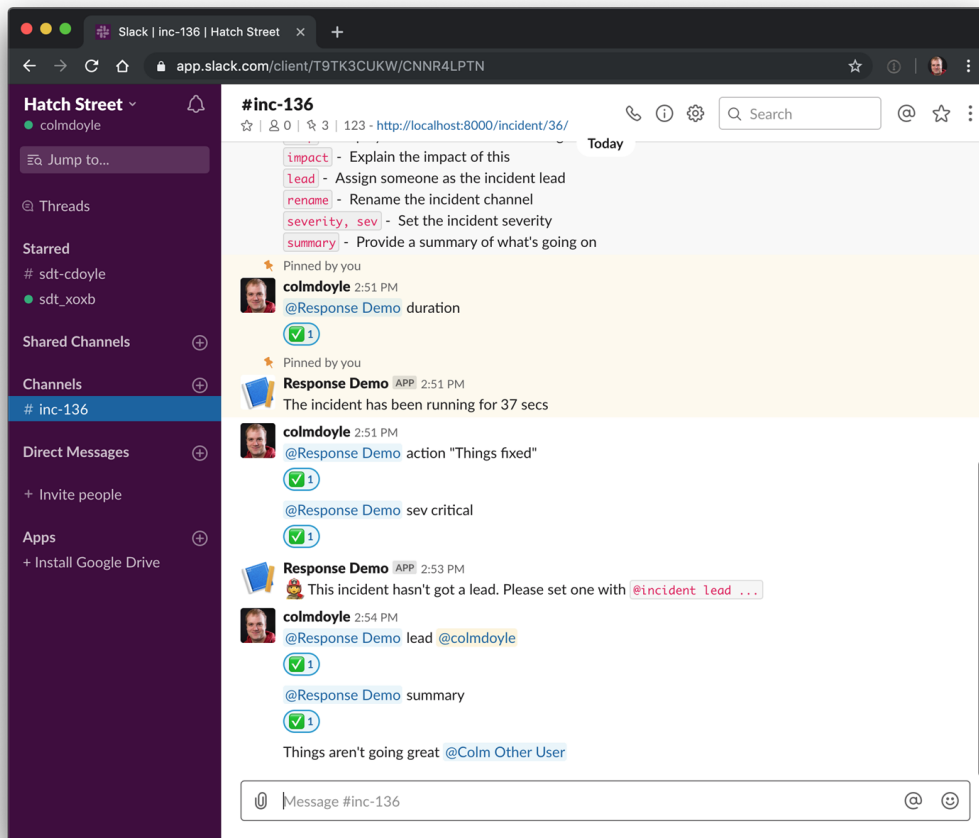 Slack | inc-136 | Hatch Street
app.slack.com/client/T9TK3CUKW/CNNR4LPTN
Hatch Street
colmdoyle
Jump to...
Threads
Starred
# sdt-cdoyle
sdt_xoxb
Shared Channels
Channels
# inc-136
Direct Messages
+ Invite people
Apps
+ Install Google Drive
#inc-136
0 | 3 | 123 - http://localhost:8000/incident/36/
Search
Today
impact - Explain the impact of this
lead - Assign someone as the incident lead
rename - Rename the incident channel
severity, sev - Set the incident severity
summary - Provide a summary of what's going on
Pinned by you
colmdoyle 2:51 PM
@Response Demo duration
✅ 1
Pinned by you
Response Demo APP 2:51 PM
The incident has been running for 37 secs
colmdoyle 2:51 PM
@Response Demo action "Things fixed"
✅ 1
@Response Demo sev critical
✅ 1
Response Demo APP 2:53 PM
This incident hasn't got a lead. Please set one with @incident lead ...
colmdoyle 2:54 PM
@Response Demo lead @colmdoyle
✅ 1
@Response Demo summary
✅ 1
Things aren't going great @Colm Other User
Message #inc-136